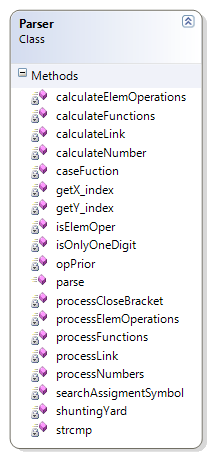 Parser
Class
Methods
calculateElemOperations
calculateFunctions
calculateLink
calculateNumber
caseFuction
getX_index
getY_index
isElemOper
isOnlyOneDigit
opPrior
parse
processCloseBracket
processElemOperations
processFunctions
processLink
processNumbers
searchAssigmentSymbol
shuntingYard
strcmp